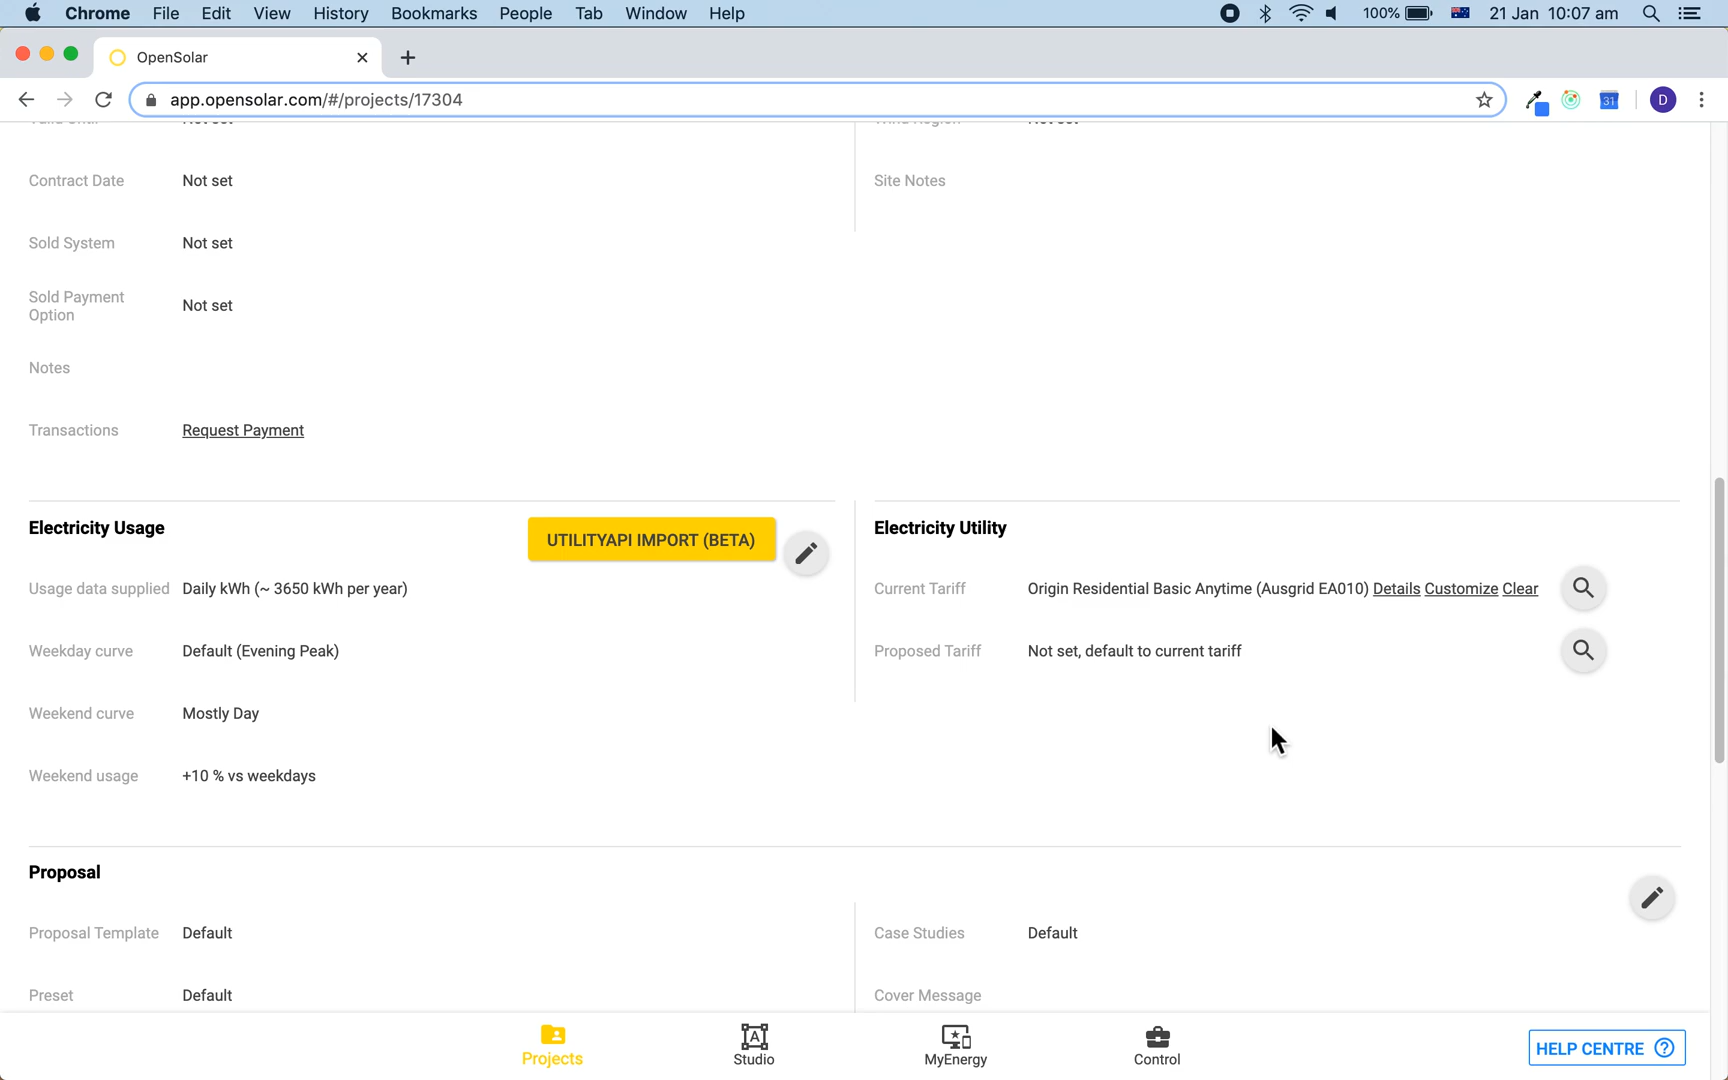 Chrome File Edit View History Bookmarks People Tab Window Help 100% 21 Jan 10:07 am
OpenSolar
app.opensolar.com/#/projects/17304
31
D
Contract Date Not set
Site Notes
Sold System Not set
Sold Payment
Option
Not set
Notes
Transactions Request Payment
Electricity Usage
UTILITYAPI IMPORT (BETA)
Electricity Utility
Usage data supplied Daily kWh (~ 3650 kWh per year)
Current Tariff Origin Residential Basic Anytime (Ausgrid EA010) Details Customize Clear
Weekday curve Default (Evening Peak)
Proposed Tariff Not set, default to current tariff
Weekend curve Mostly Day
Weekend usage +10 % vs weekdays
Proposal
Proposal Template Default
Case Studies Default
Preset Default
Cover Message
Projects
A
Studio
MyEnergy
Control
HELP CENTRE ?